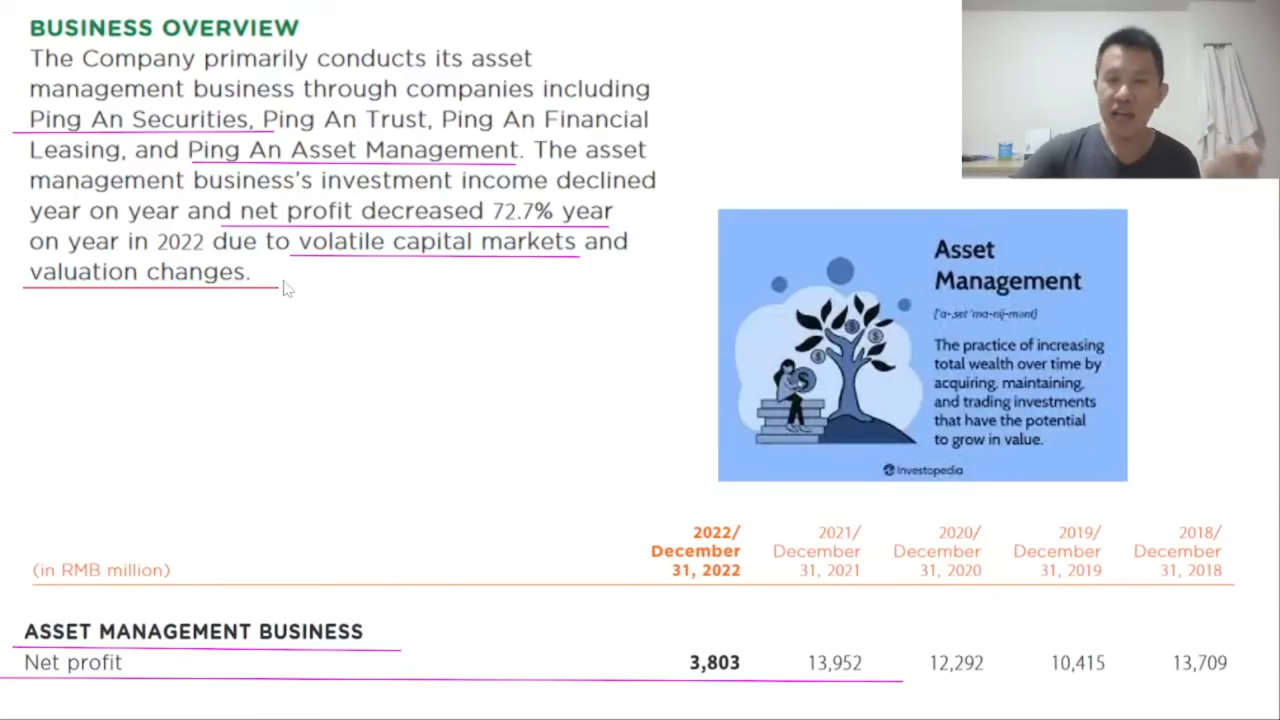 BUSINESS OVERVIEW
The Company primarily conducts its asset
management business through companies including
Ping An Securities, Ping An Trust, Ping An Financial
Leasing, and Ping An Asset Management. The asset
management business's investment income declined
year on year and net profit decreased 72.7% year
on year in 2022 due to volatile capital markets and
valuation changes.
Asset
Management
['a-,set 'ma-nij-mənt]
The practice of increasing
total wealth over time by
acquiring, maintaining,
and trading investments
that have the potential
to grow in value.
Investopedia
(in RMB million)
2022/
December
31, 2022
2021/
December
31, 2021
2020/
December
31, 2020
2019/
December
31, 2019
2018/
December
31, 2018
ASSET MANAGEMENT BUSINESS
Net profit 3,803 13,952 12,292 10,415 13,709